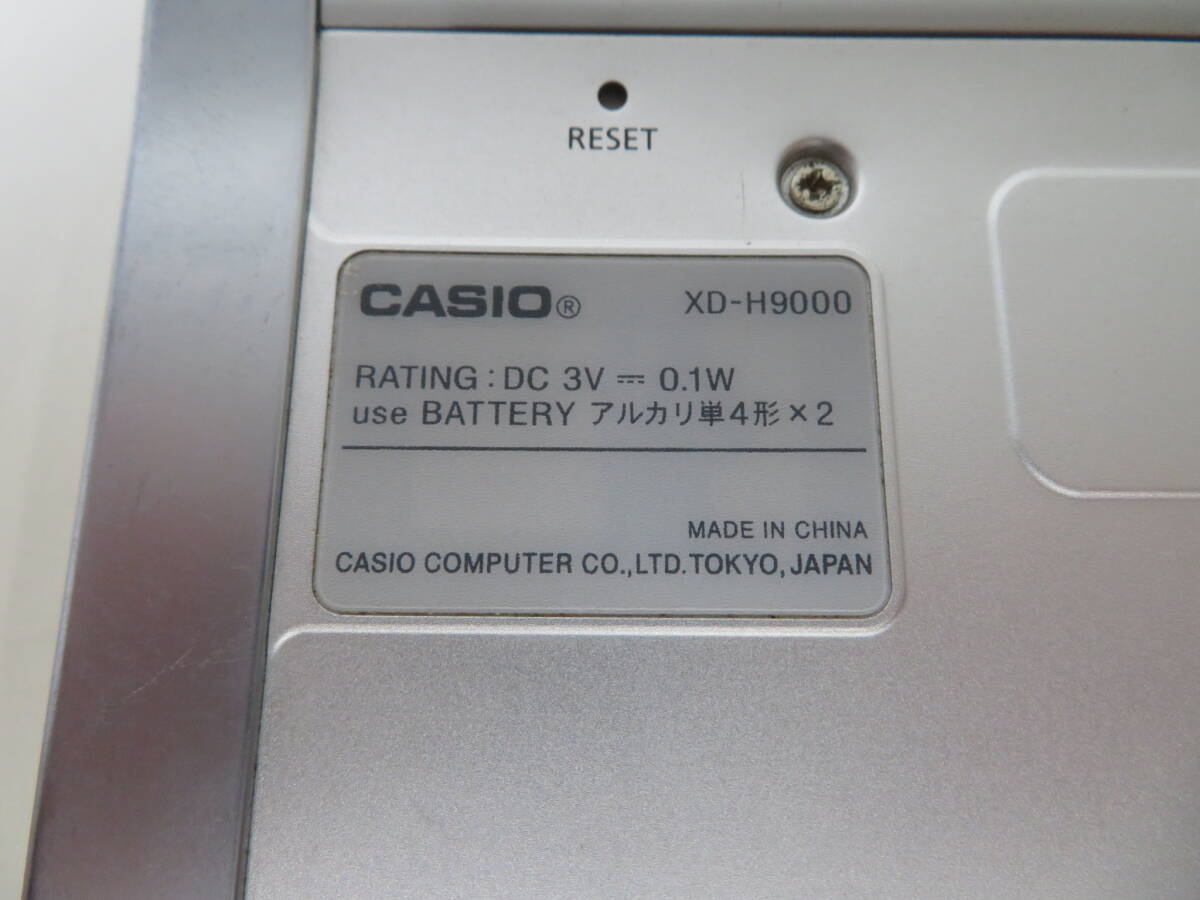 RESET
CASIO® XD-H9000
RATING : DC 3V ⎓ 0.1W
use BATTERY アルカリ単4形×2
MADE IN CHINA
CASIO COMPUTER CO.,LTD.TOKYO,JAPAN